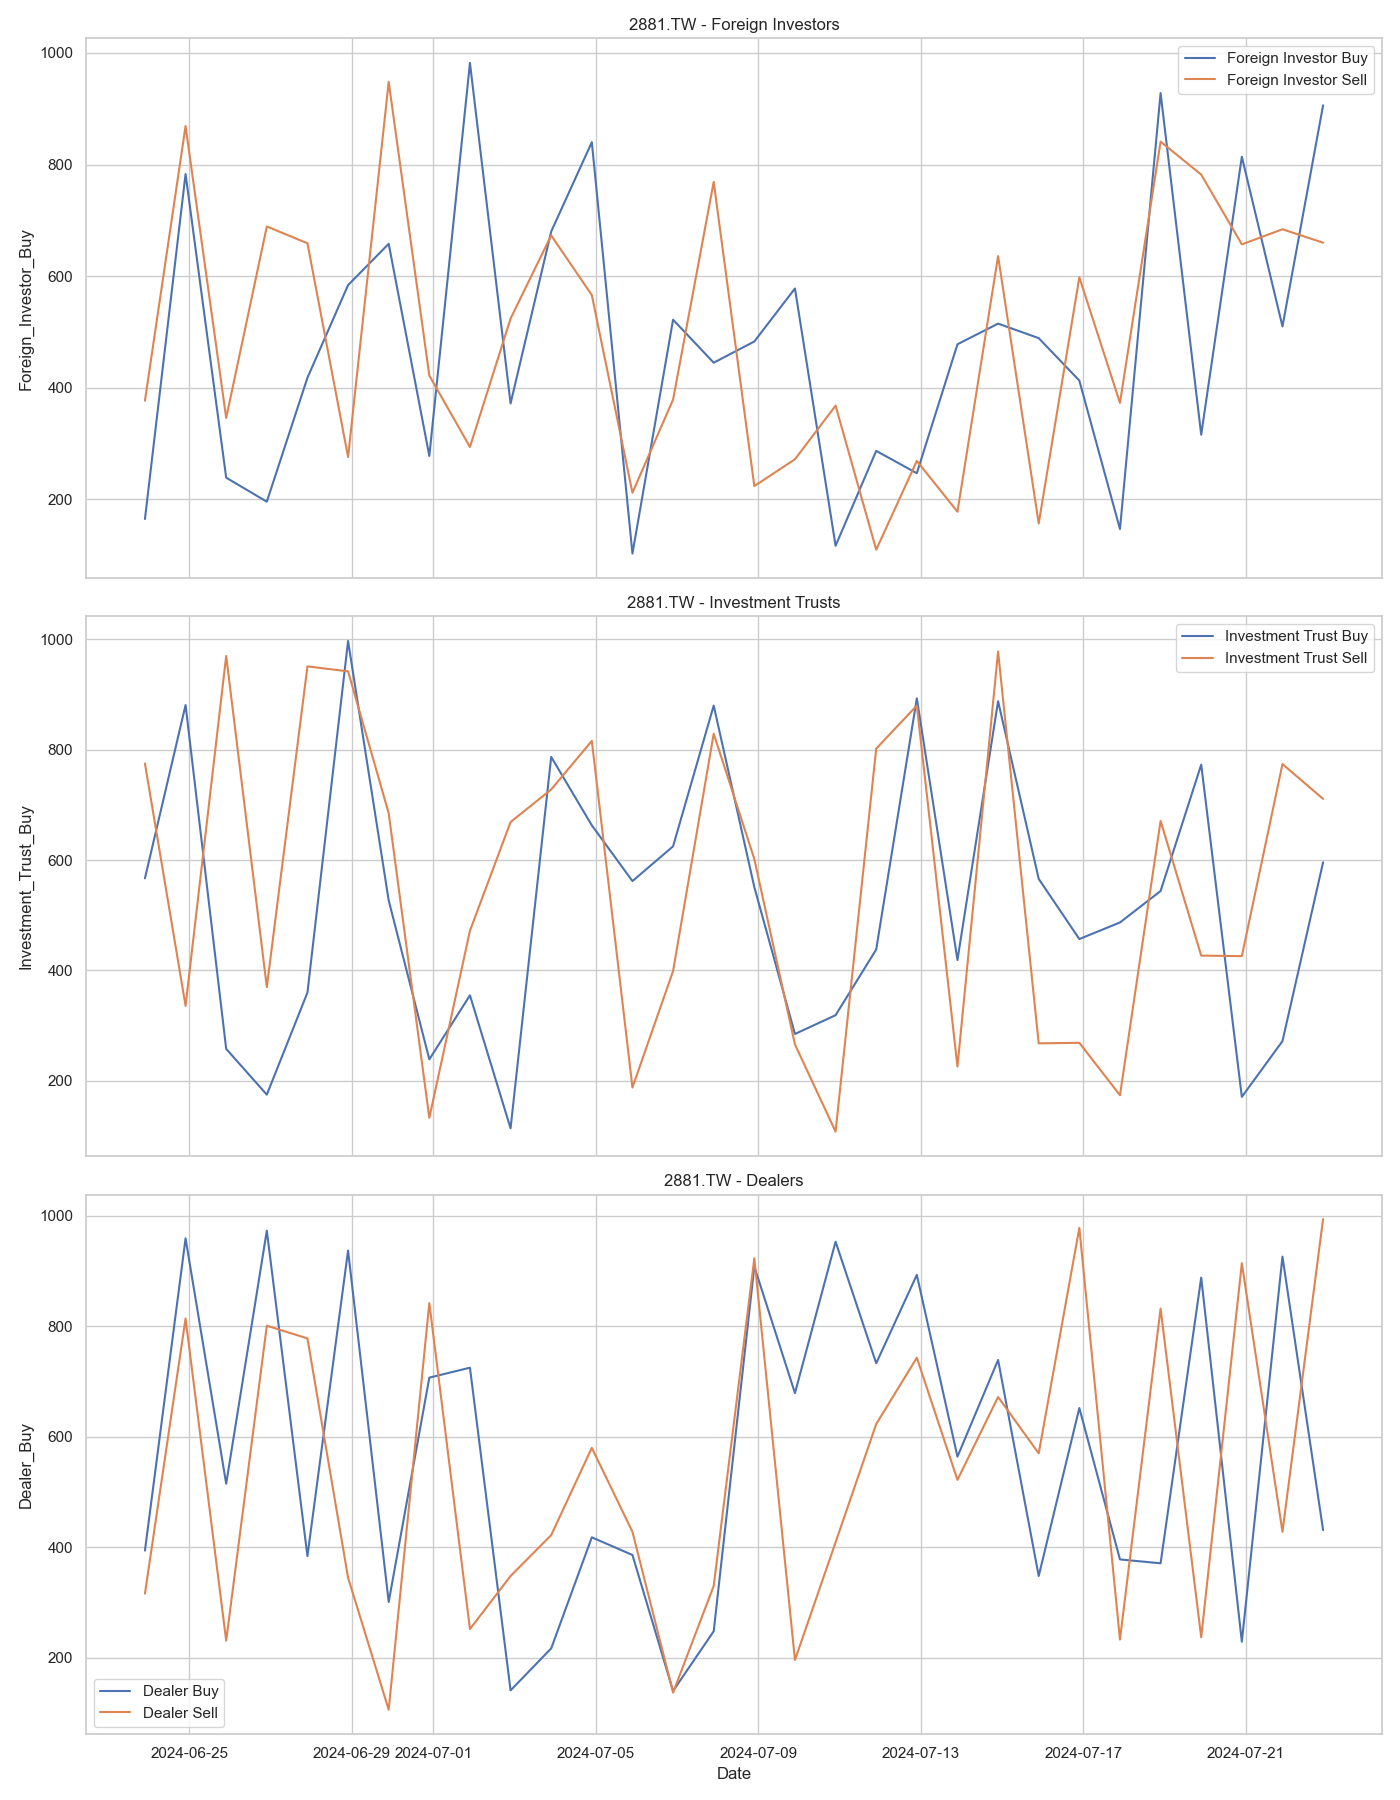 2881.TW - Foreign Investors
Foreign_Investor_Buy
1000
800
600
400
200
Foreign Investor Buy
Foreign Investor Sell
2881.TW - Investment Trusts
Investment_Trust_Buy
1000
800
600
400
200
Investment Trust Buy
Investment Trust Sell
2881.TW - Dealers
Dealer_Buy
1000
800
600
400
200
Dealer Buy
Dealer Sell
2024-06-25 2024-06-29 2024-07-01 2024-07-05 2024-07-09 2024-07-13 2024-07-17 2024-07-21
Date